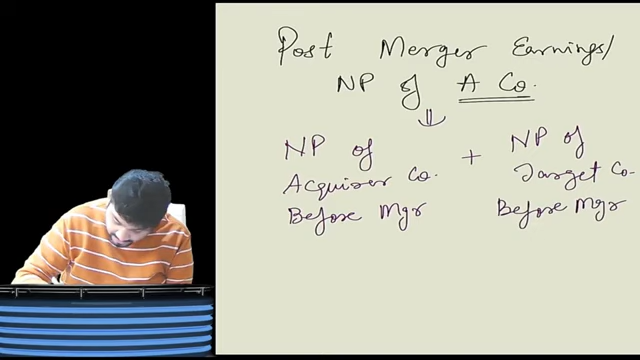 Post Merger Earnings/
NP of A Co.
⇓
NP of Acquirer Co. Before Mgr + NP of Target Co. Before Mgr